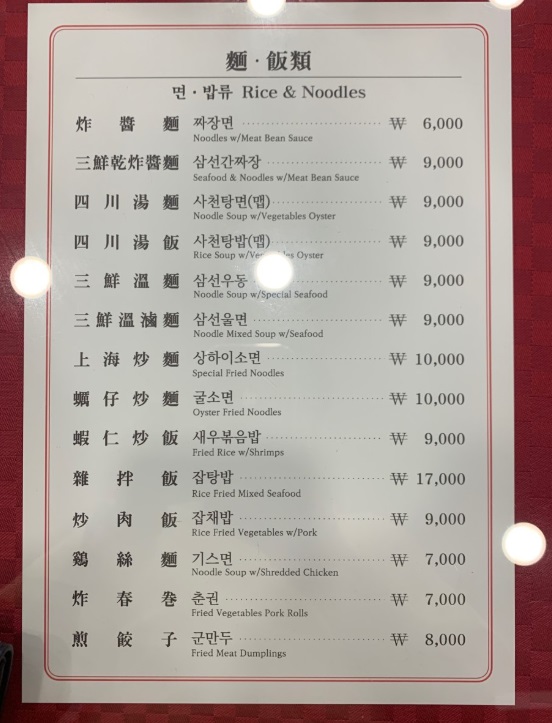 麵·飯類
면·밥류 Rice & Noodles
炸醬麵 짜장면 ₩ 6,000
Noodles w/Meat Bean Sauce
三鮮乾炸醬麵 삼선간짜장 ₩ 9,000
Seafood & Noodles w/Meat Bean Sauce
四川湯麵 사천탕면(맵) ₩ 9,000
Noodle Soup w/Vegetables Oyster
四川湯飯 사천탕밥(맵) ₩ 9,000
Rice Soup w/Vegetables Oyster
三鮮溫麵 삼선우동 ₩ 9,000
Noodle Soup w/Special Seafood
三鮮溫滷麵 삼선울면 ₩ 9,000
Noodle Mixed Soup w/Seafood
上海炒麵 상하이소면 ₩ 10,000
Special Fried Noodles
蠣仔炒麵 굴소면 ₩ 10,000
Oyster Fried Noodles
蝦仁炒飯 새우볶음밥 ₩ 9,000
Fried Rice w/Shrimps
雜拌飯 잡탕밥 ₩ 17,000
Rice Fried Mixed Seafood
炒肉飯 잡채밥 ₩ 9,000
Rice Fried Vegetables w/Pork
鷄絲麵 기스면 ₩ 7,000
Noodle Soup w/Shredded Chicken
炸春巻 춘권 ₩ 7,000
Fried Vegetables Pork Rolls
煎餃子 군만두 ₩ 8,000
Fried Meat Dumplings